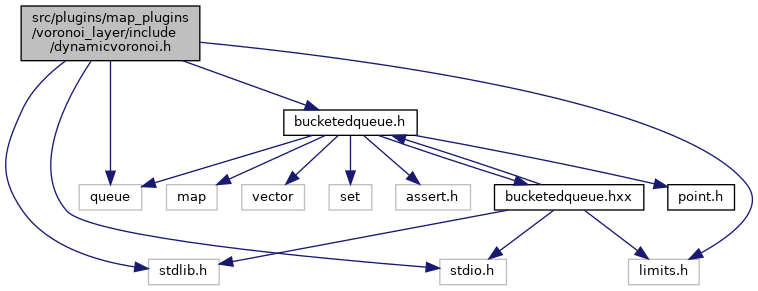 src/plugins/map_plugins
/voronoi_layer/include
/dynamicvoronoi.h
bucketedqueue.h
queue
map
vector
set
assert.h
bucketedqueue.hxx
point.h
stdlib.h
stdio.h
limits.h